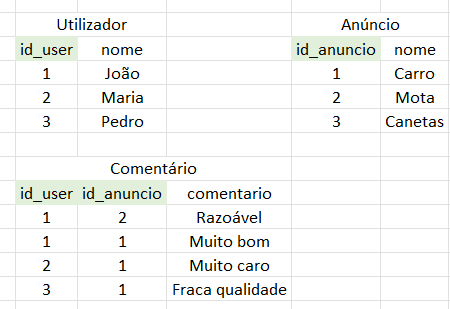 Utilizador Anúncio
id_user nome id_anuncio nome
1 João 1 Carro
2 Maria 2 Mota
3 Pedro 3 Canetas
Comentário
id_user id_anuncio comentario
1 2 Razoável
1 1 Muito bom
2 1 Muito caro
3 1 Fraca qualidade